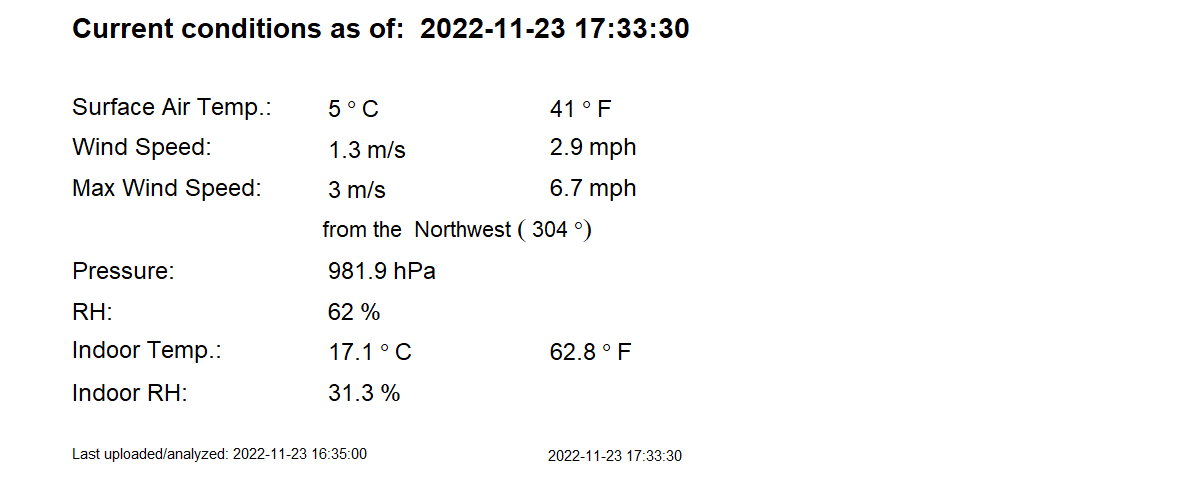 Current conditions as of:  2022-11-23 17:33:30
Surface Air Temp.: 5 ° C 41 ° F
Wind Speed: 1.3 m/s 2.9 mph
Max Wind Speed: 3 m/s 6.7 mph
from the  Northwest ( 304 °)
Pressure: 981.9 hPa
RH: 62 %
Indoor Temp.: 17.1 ° C 62.8 ° F
Indoor RH: 31.3 %
Last uploaded/analyzed: 2022-11-23 16:35:00 2022-11-23 17:33:30